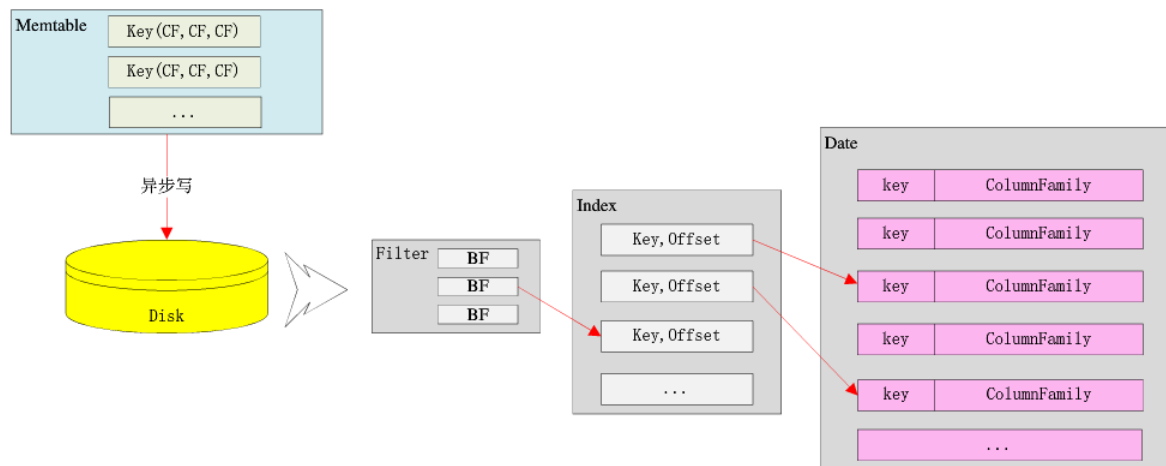 Memtable
Key(CF,CF,CF)
Key(CF,CF,CF)
...
异步写
Disk
Filter
BF
BF
BF
Index
Key,Offset
Key,Offset
Key,Offset
...
Date
key ColumnFamily
key ColumnFamily
key ColumnFamily
key ColumnFamily
key ColumnFamily
...